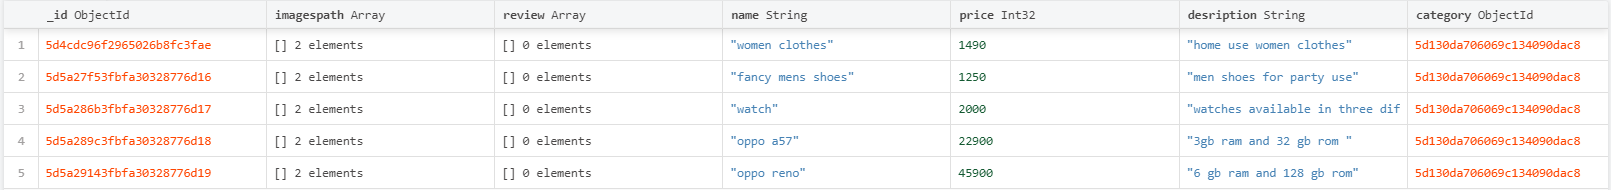 _id ObjectId imagespath Array review Array name String price Int32 desription String category ObjectId
1 5d4cdc96f2965026b8fc3fae [] 2 elements [] 0 elements "women clothes" 1490 "home use women clothes" 5d130da706069c134090dac8
2 5d5a27f53fbfa30328776d16 [] 2 elements [] 0 elements "fancy mens shoes" 1250 "men shoes for party use" 5d130da706069c134090dac8
3 5d5a286b3fbfa30328776d17 [] 2 elements [] 0 elements "watch" 2000 "watches available in three dif 5d130da706069c134090dac8
4 5d5a289c3fbfa30328776d18 [] 2 elements [] 0 elements "oppo a57" 22900 "3gb ram and 32 gb rom " 5d130da706069c134090dac8
5 5d5a29143fbfa30328776d19 [] 2 elements [] 0 elements "oppo reno" 45900 "6 gb ram and 128 gb rom" 5d130da706069c134090dac8